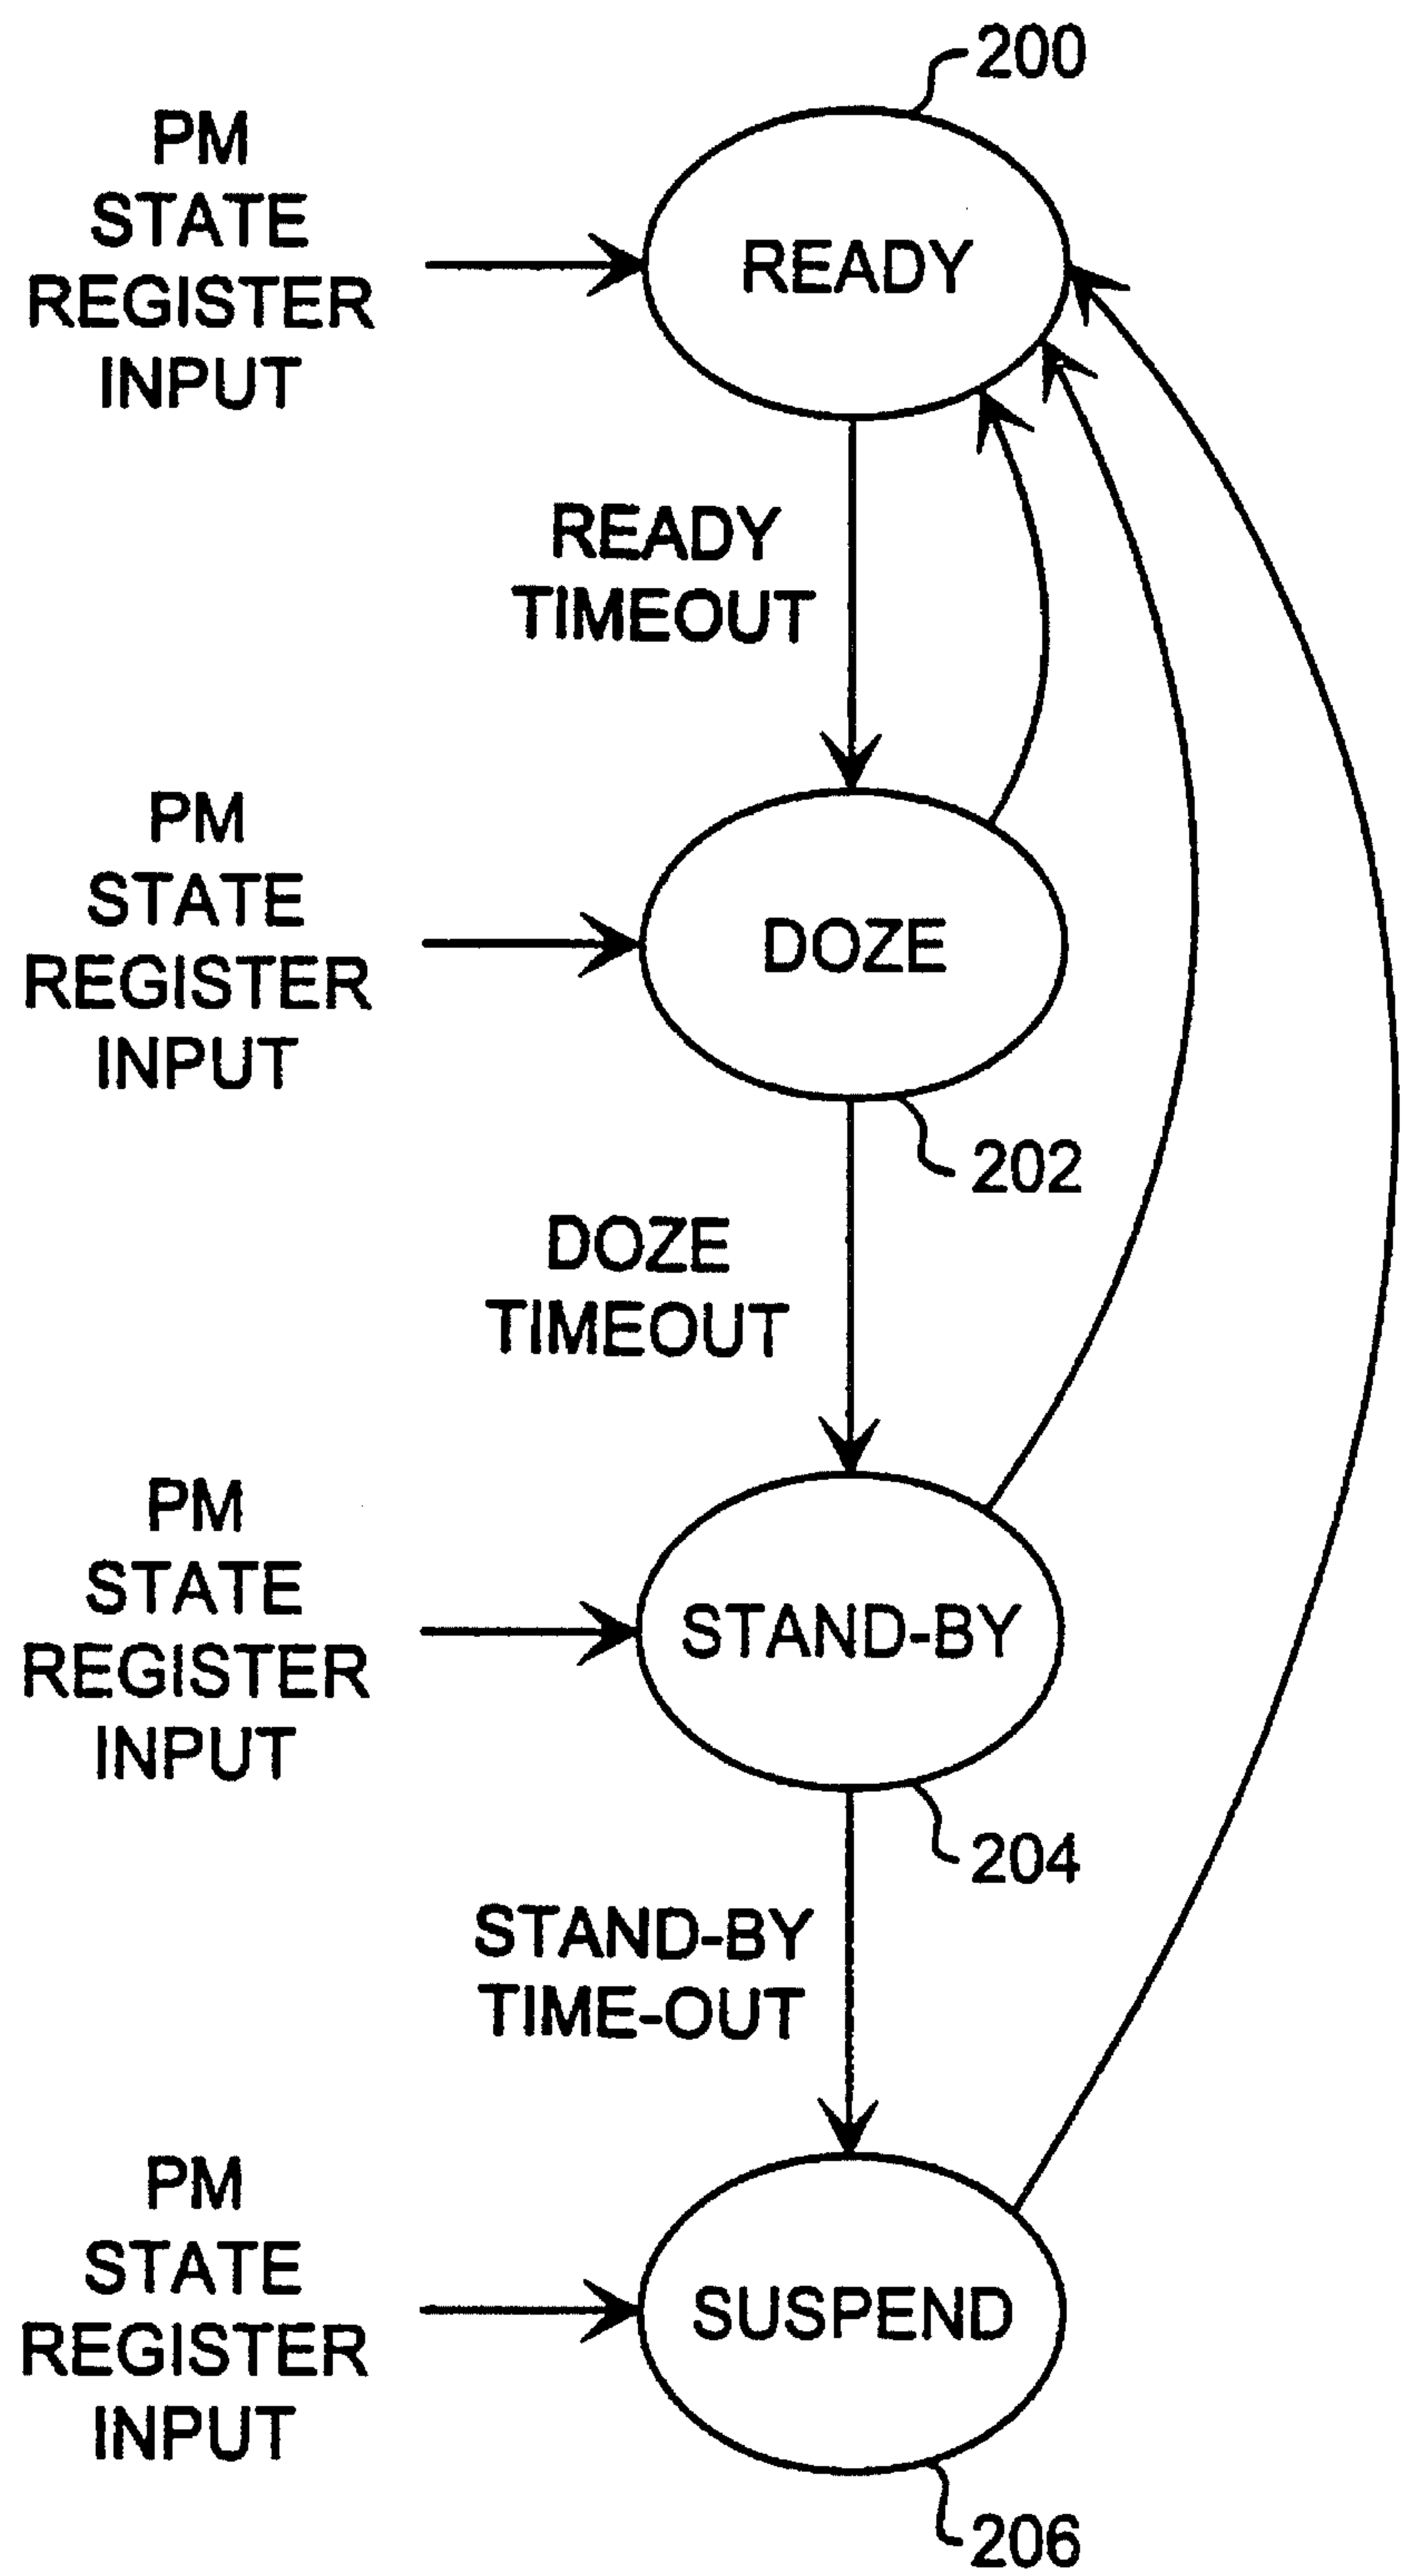 200
PM
STATE
REGISTER
INPUT
READY
READY
TIMEOUT
PM
STATE
REGISTER
INPUT
DOZE
202
DOZE
TIMEOUT
PM
STATE
REGISTER
INPUT
STAND-BY
204
STAND-BY
TIME-OUT
PM
STATE
REGISTER
INPUT
SUSPEND
206